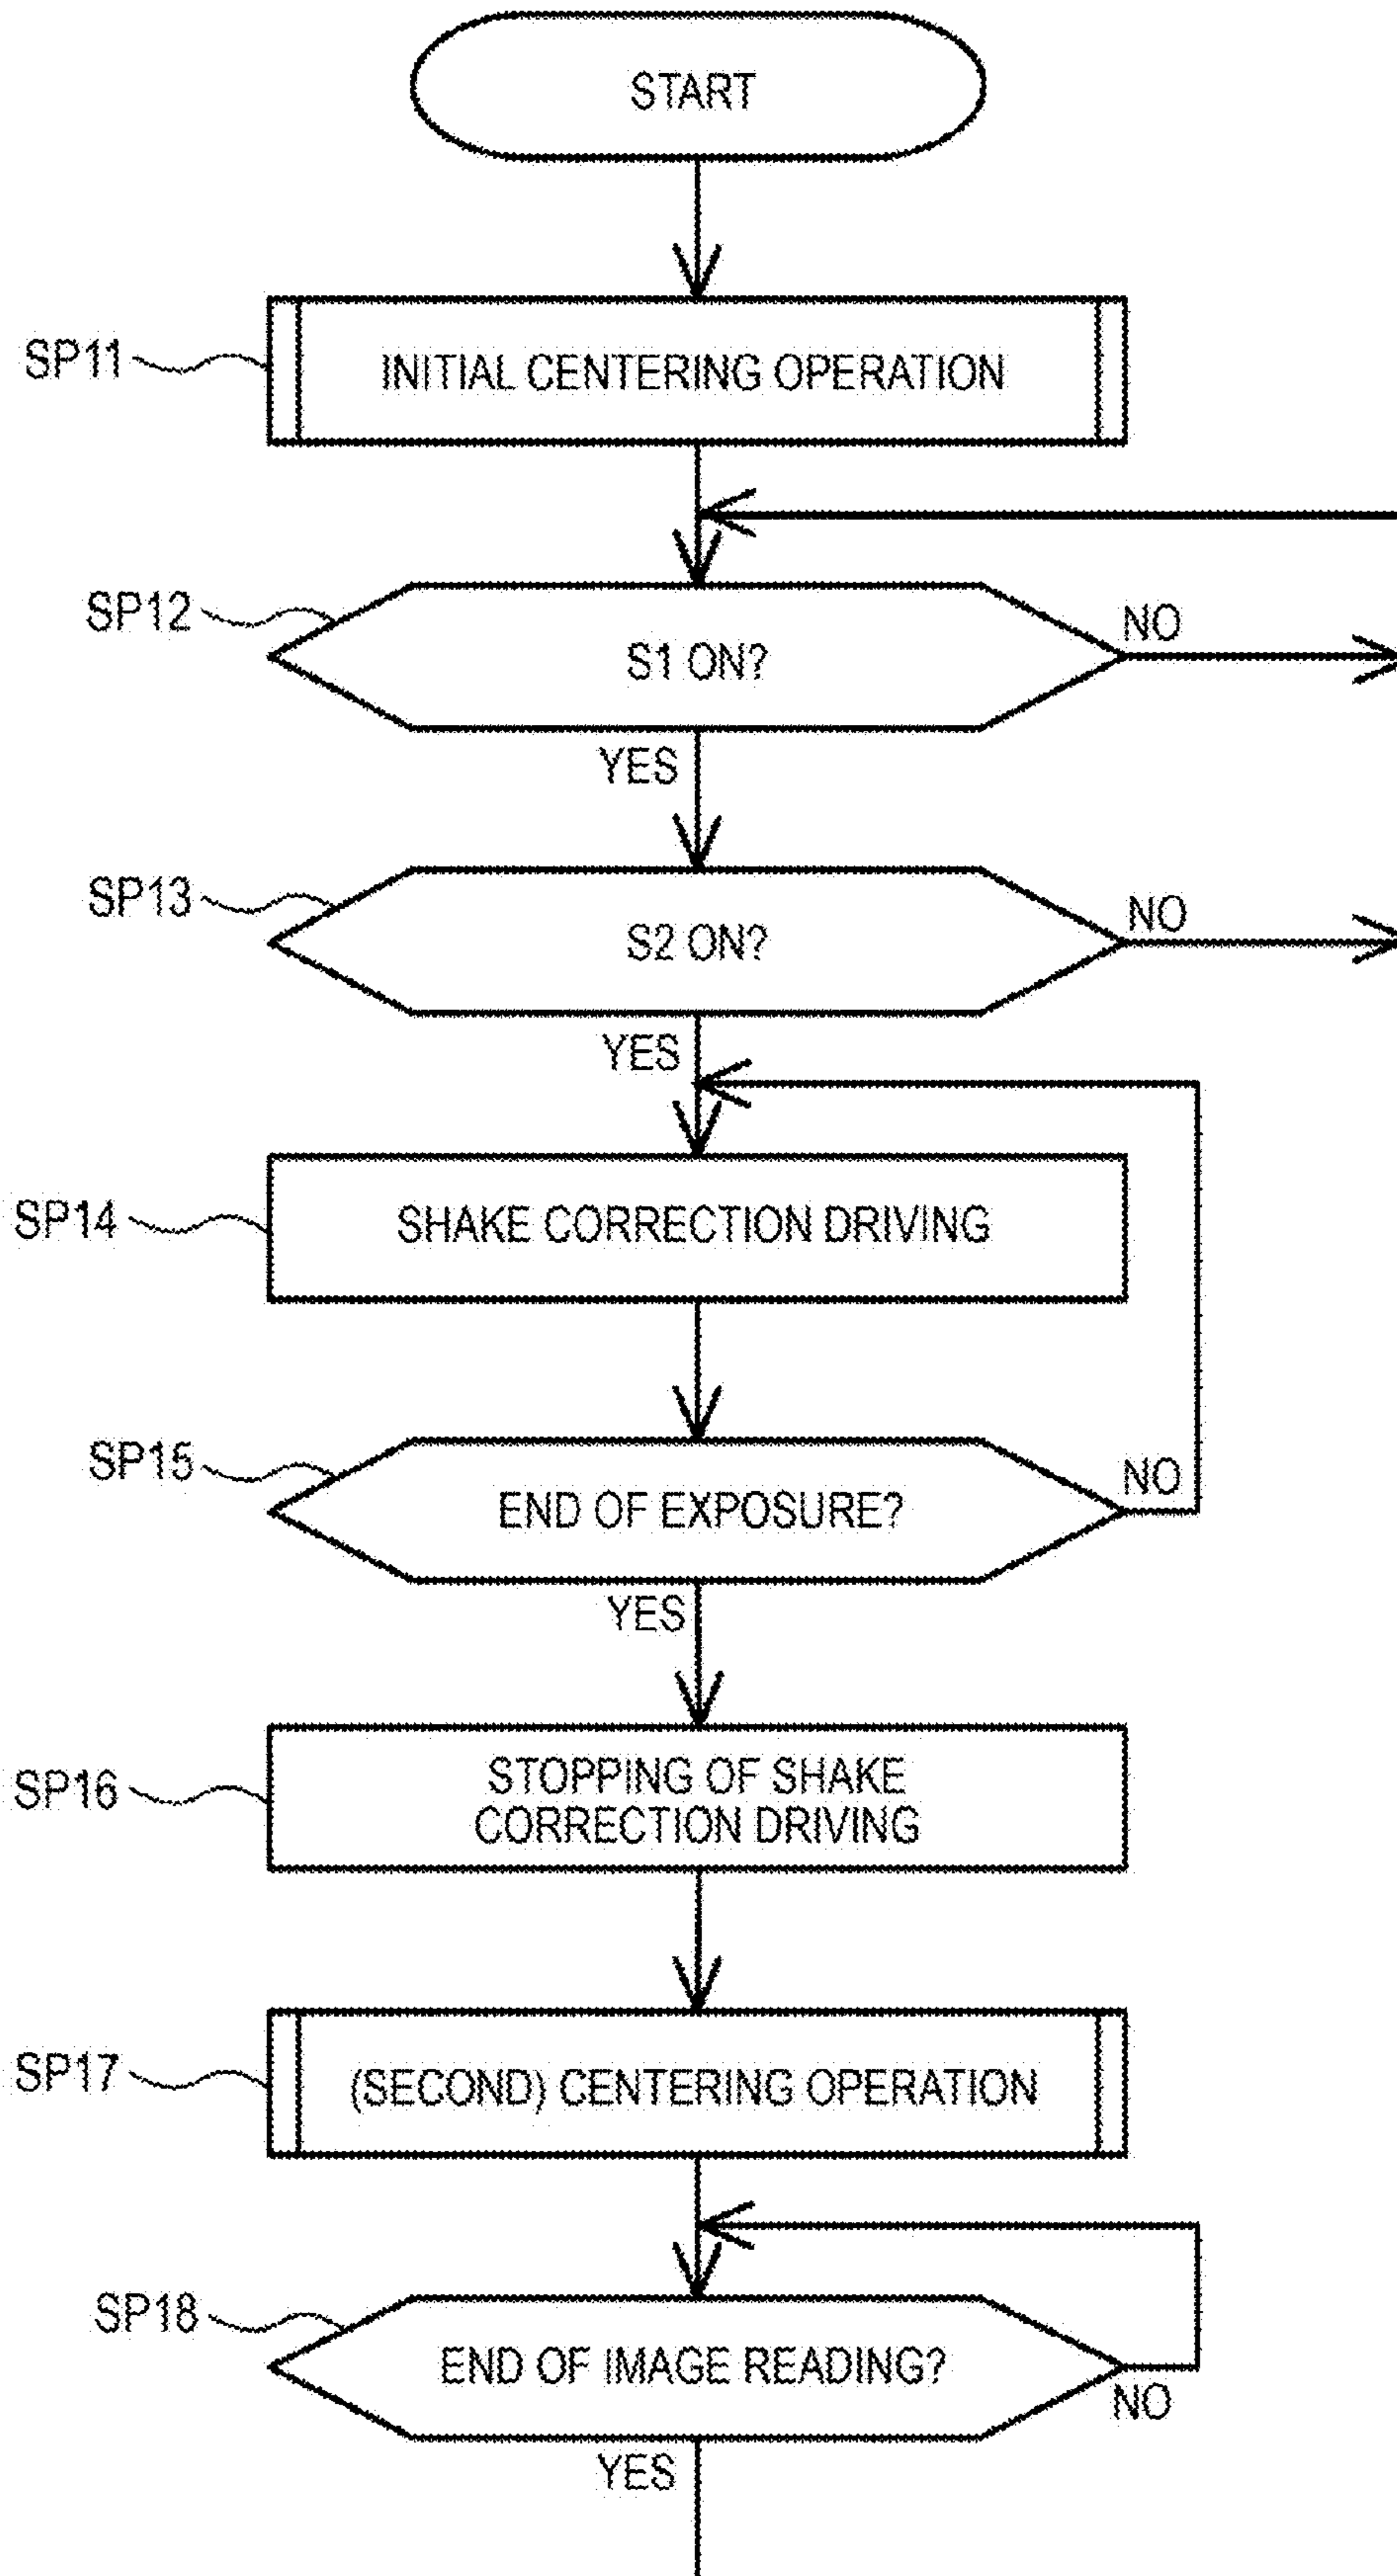 START
SP11
INITIAL CENTERING OPERATION
SP12
S1 ON?
NO
YES
SP13
S2 ON?
NO
YES
SP14
SHAKE CORRECTION DRIVING
SP15
END OF EXPOSURE?
NO
YES
SP16
STOPPING OF SHAKE
CORRECTION DRIVING
SP17
(SECOND) CENTERING OPERATION
SP18
END OF IMAGE READING?
NO
YES